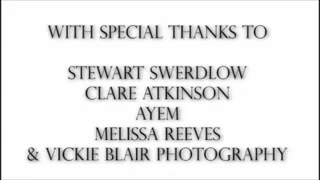 WITH SPECIAL THANKS TO
STEWART SWERDLOW
CLARE ATKINSON
AYEM
MELISSA REEVES
& VICKIE BLAIR PHOTOGRAPHY